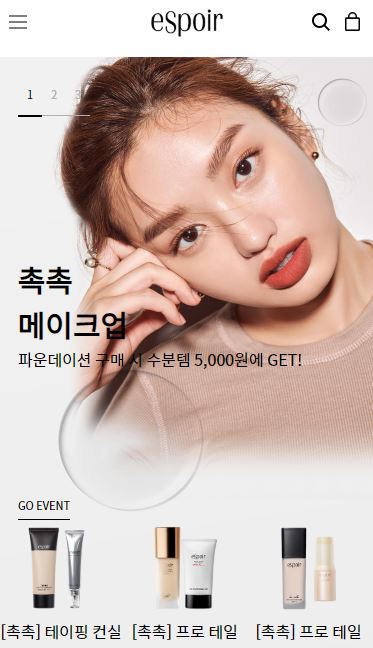 eSpoir
1 2 3
촉촉
메이크업
파운데이션 구매 시 수분템 5,000원에 GET!
GO EVENT
eSpoir
eSpoir
eSpoir
eSpoir
[촉촉] 테이핑 컨실
[촉촉] 프로 테일
[촉촉] 프로 테일